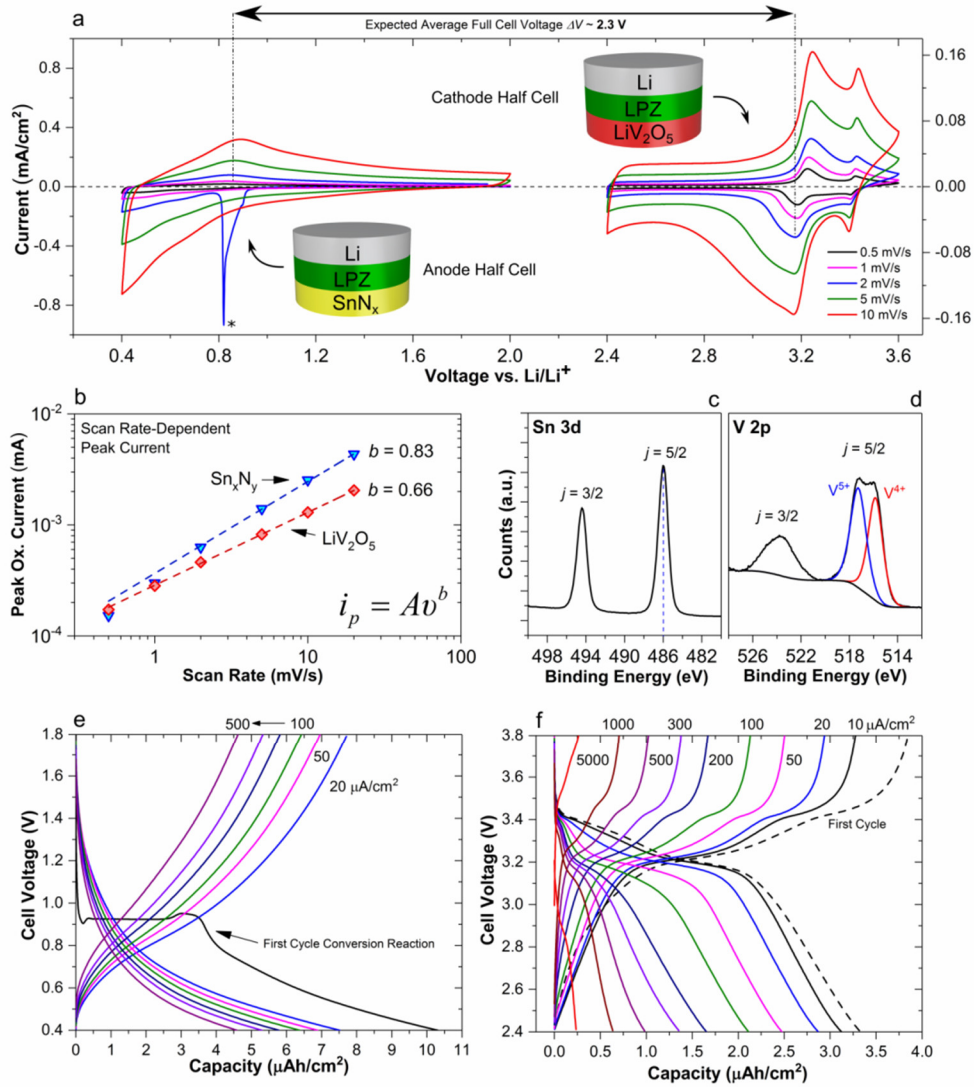 a
Expected Average Full Cell Voltage ΔV ~ 2.3 V
0.8
0.4
0.0
-0.4
-0.8
Current (mA/cm²)
0.16
0.08
0.00
-0.08
-0.16
Cathode Half Cell
Li
LPZ
LiV₂O₅
Li
LPZ
SnNₓ
Anode Half Cell
*
0.5 mV/s
1 mV/s
2 mV/s
5 mV/s
10 mV/s
0.4 0.8 1.2 1.6 2.0 2.4 2.8 3.2 3.6
Voltage vs. Li/Li⁺
b
Scan Rate-Dependent
Peak Current
SnₓNᵧ
b = 0.83
b = 0.66
LiV₂O₅
iₚ = Aυᵇ
10⁻²
10⁻³
10⁻⁴
Peak Ox. Current (mA)
1 10 100
Scan Rate (mV/s)
c
Sn 3d
j = 5/2
j = 3/2
Counts (a.u.)
498 494 490 486 482
Binding Energy (eV)
d
V 2p
j = 5/2
V⁵⁺
V⁴⁺
j = 3/2
526 522 518 514
Binding Energy (eV)
e
500 100
50
20 µA/cm²
First Cycle Conversion Reaction
2.0
1.8
1.6
1.4
1.2
1.0
0.8
0.6
0.4
Cell Voltage (V)
0 1 2 3 4 5 6 7 8 9 10 11
Capacity (µAh/cm²)
f
1000 300 100 20 10 µA/cm²
5000 500 200 50
First Cycle
3.8
3.6
3.4
3.2
3.0
2.8
2.6
2.4
Cell Voltage (V)
0.0 0.5 1.0 1.5 2.0 2.5 3.0 3.5 4.0
Capacity (µAh/cm²)